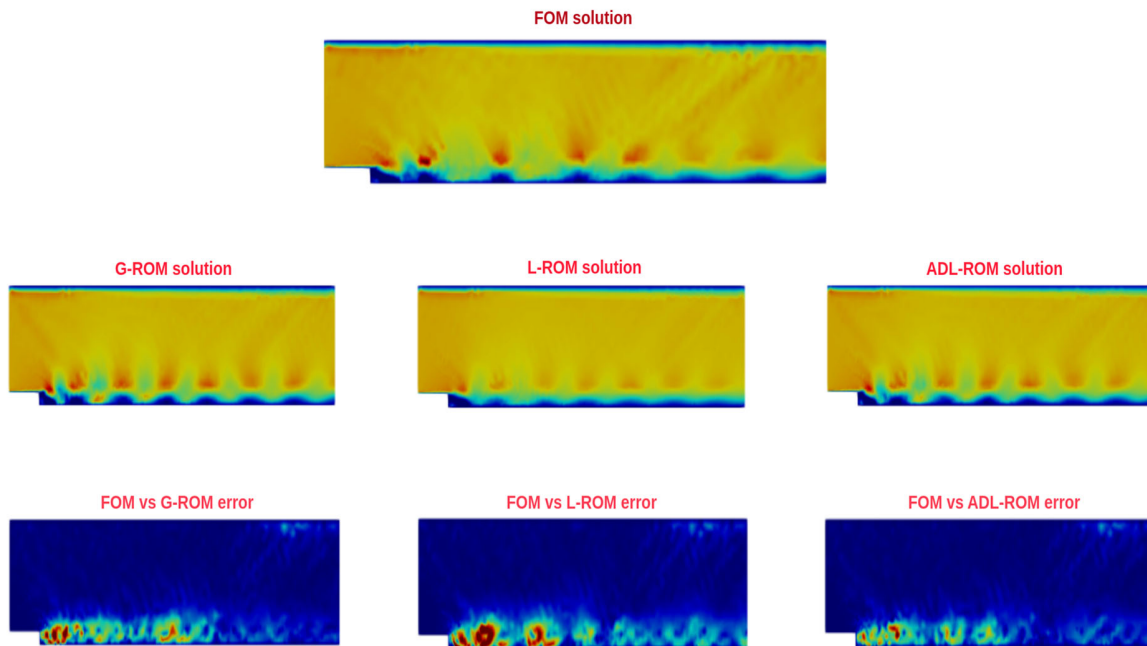 FOM solution
G-ROM solution
L-ROM solution
ADL-ROM solution
FOM vs G-ROM error
FOM vs L-ROM error
FOM vs ADL-ROM error